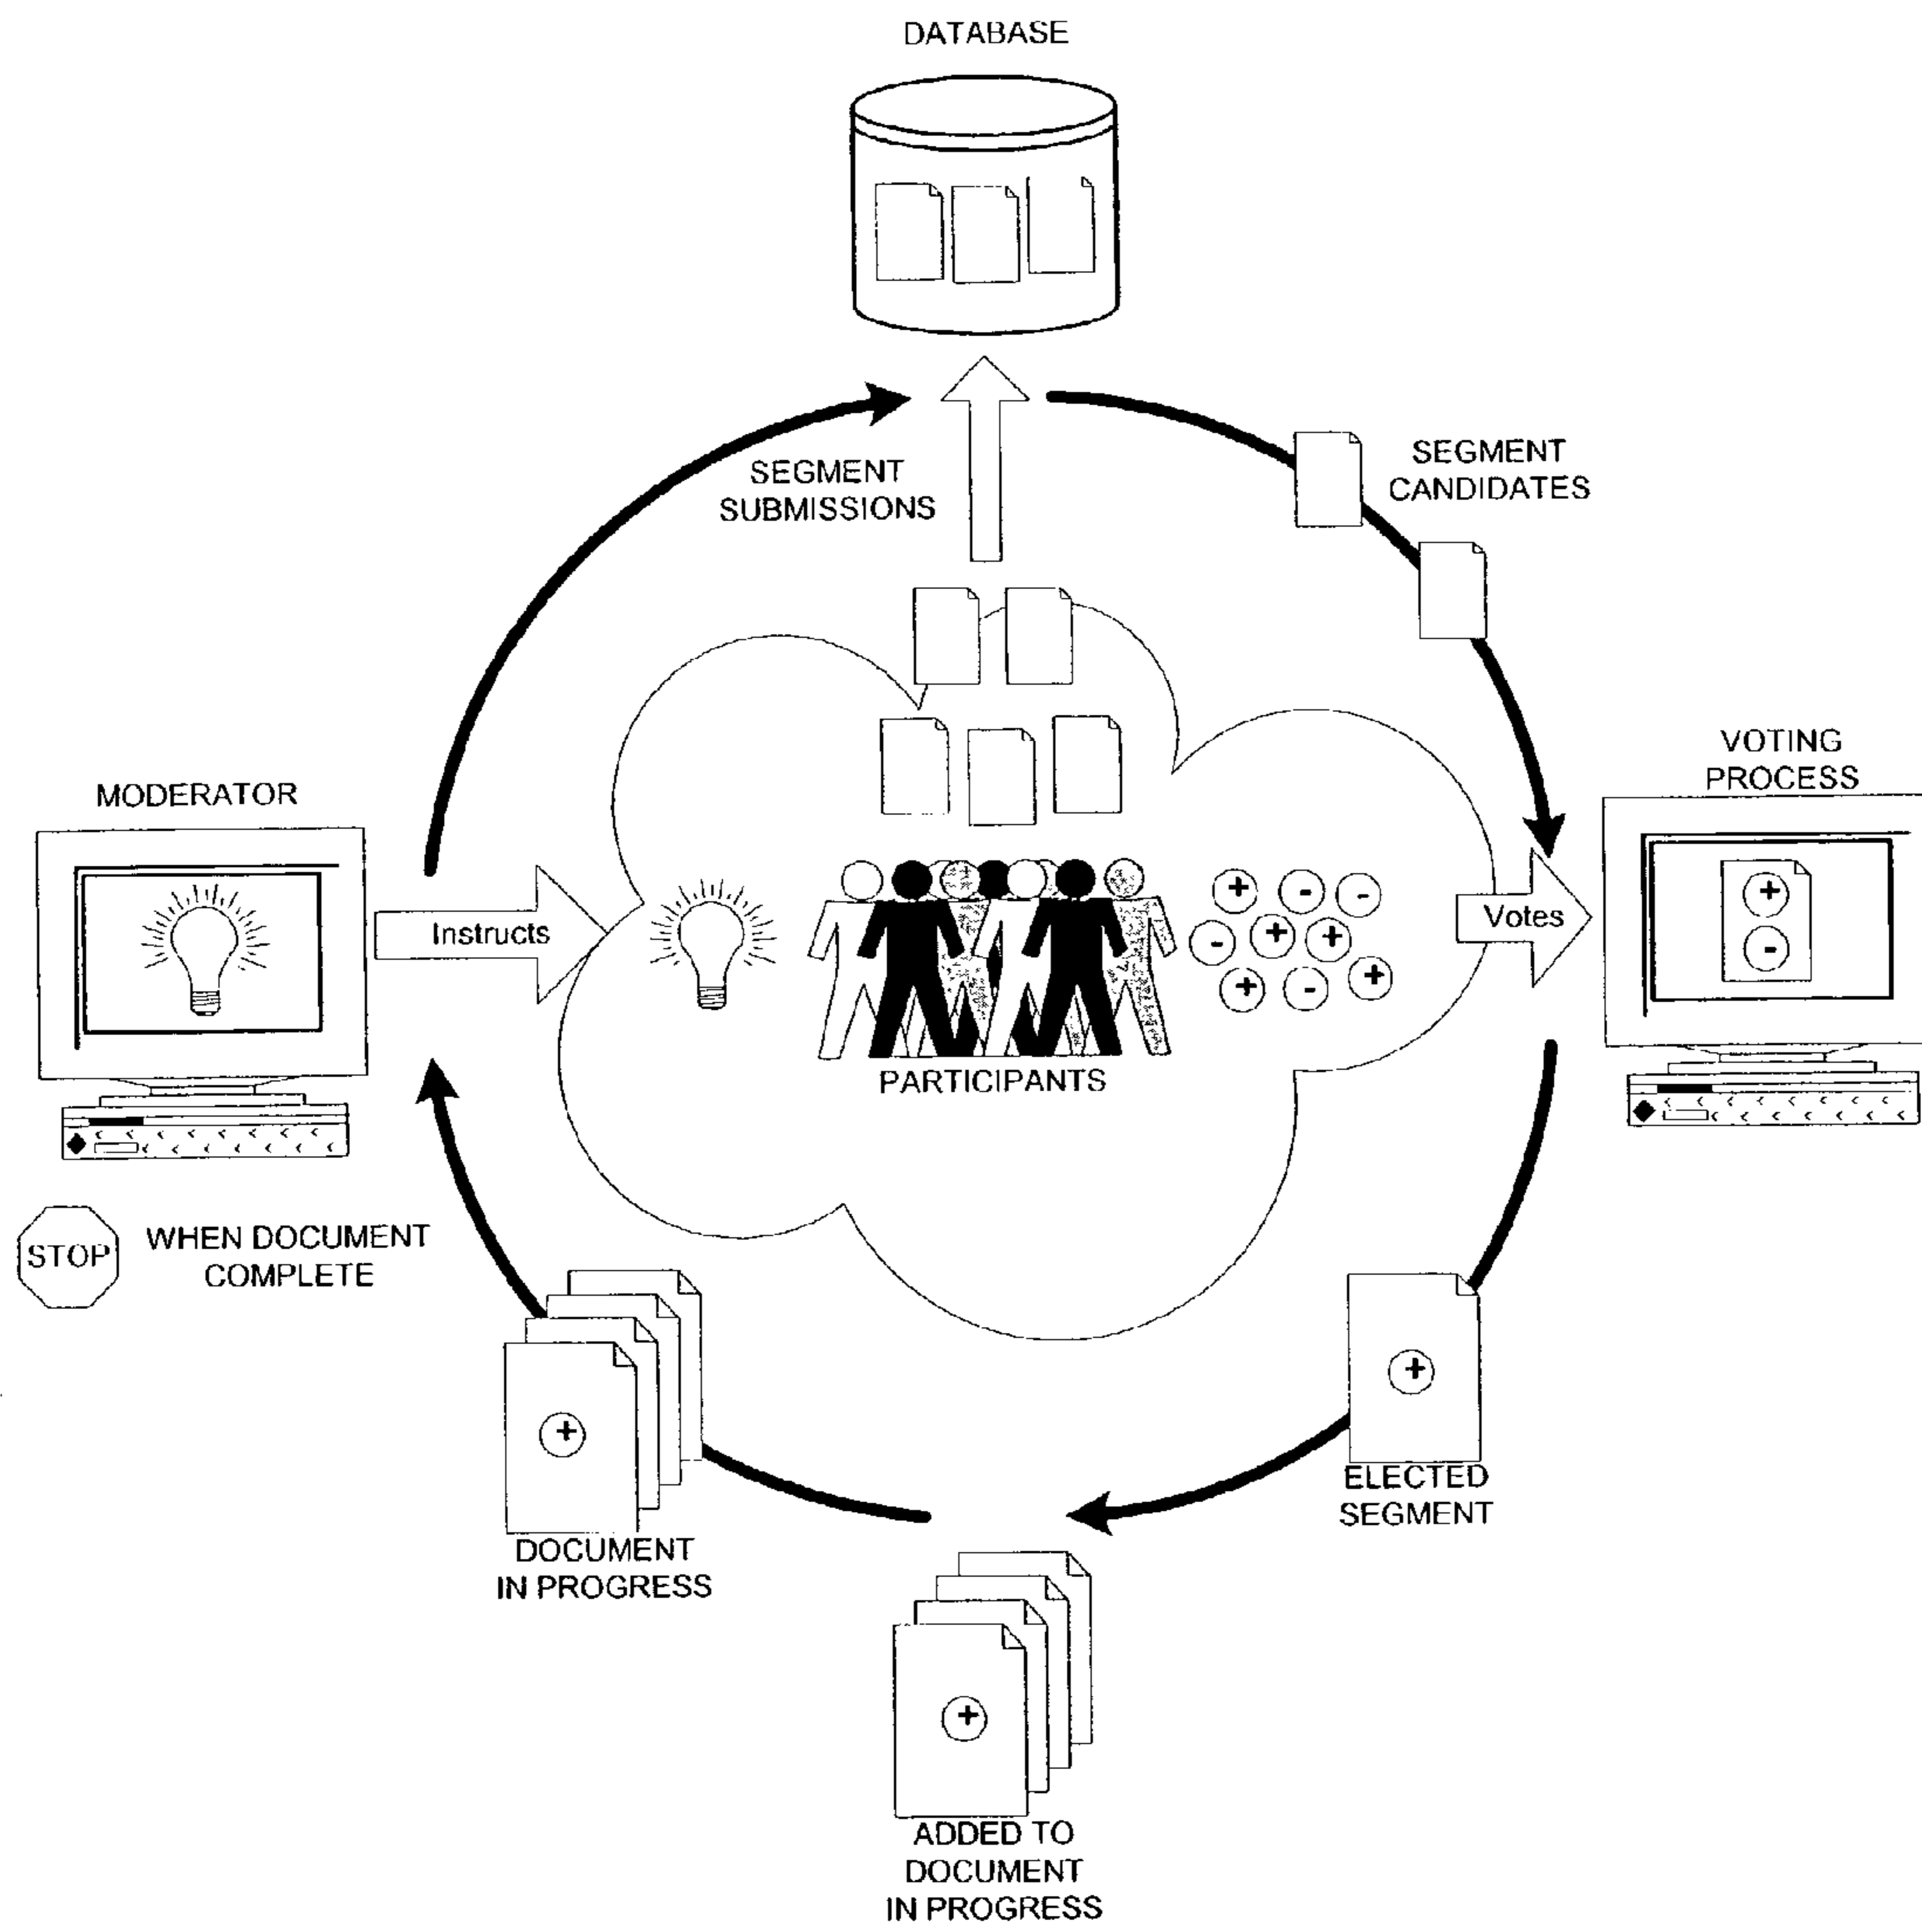 DATABASE
SEGMENT
SUBMISSIONS
SEGMENT
CANDIDATES
VOTING
PROCESS
MODERATOR
Instructs
+
-
-
-
+
+
+
-
+
Votes
+
-
PARTICIPANTS
STOP
WHEN DOCUMENT
COMPLETE
+
ELECTED
SEGMENT
+
DOCUMENT
IN PROGRESS
+
ADDED TO
DOCUMENT
IN PROGRESS